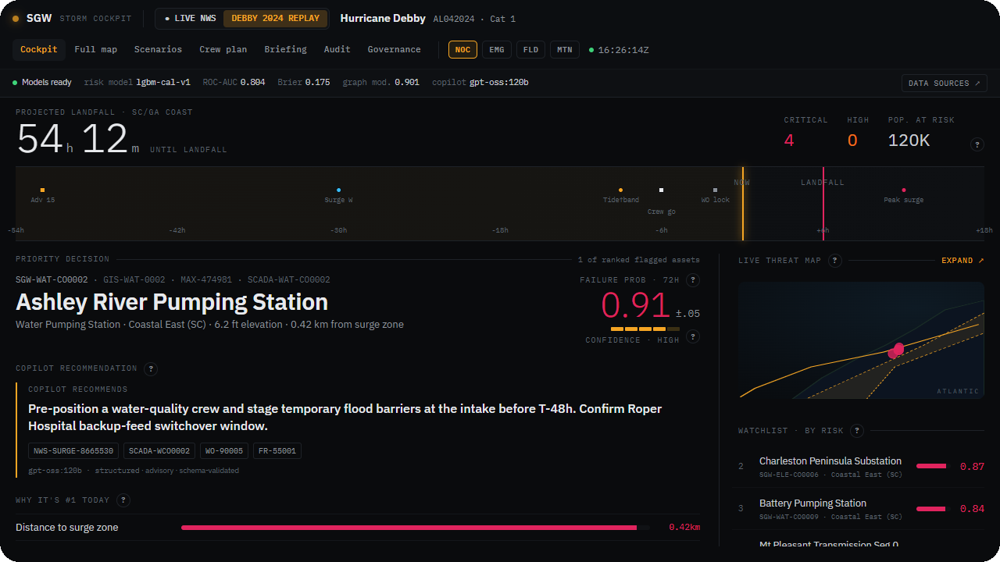 SGW STORM COCKPIT
LIVE NWS
DEBBY 2024 REPLAY
Hurricane Debby AL042024 · Cat 1
Cockpit
Full map
Scenarios
Crew plan
Briefing
Audit
Governance
NOC
EMG
FLD
MTN
16:26:14Z
Models ready
risk model lgbm-cal-v1
ROC-AUC 0.804
Brier 0.175
graph mod. 0.901
copilot gpt-oss:120b
DATA SOURCES ↗
PROJECTED LANDFALL · SC/GA COAST
54 h 12 m UNTIL LANDFALL
CRITICAL
4
HIGH
0
POP. AT RISK
120K
?
NOW
LANDFALL
Adv 15
Surge W
Tidefband
Crew go
WO lock
Peak surge
-54h
-42h
-30h
-18h
-6h
+6h
+18h
PRIORITY DECISION
1 of ranked flagged assets
SGW-WAT-CO0002 · GIS-WAT-0002 · MAX-474981 · SCADA-WAT-CO0002
Ashley River Pumping Station
Water Pumping Station · Coastal East (SC) · 6.2 ft elevation · 0.42 km from surge zone
FAILURE PROB · 72H ?
0.91 ±.05
CONFIDENCE · HIGH ?
COPILOT RECOMMENDATION ?
COPILOT RECOMMENDS
Pre-position a water-quality crew and stage temporary flood barriers at the intake before T-48h. Confirm Roper
Hospital backup-feed switchover window.
NWS-SURGE-8665530
SCADA-WCO0002
WO-90005
FR-55001
gpt-oss:120b · structured · advisory · schema-validated
WHY IT'S #1 TODAY ?
Distance to surge zone
0.42km
LIVE THREAT MAP ?
EXPAND ↗
ATLANTIC
WATCHLIST · BY RISK ?
2 Charleston Peninsula Substation 0.87
SGW-ELE-CO0006 · Coastal East (SC)
3 Battery Pumping Station 0.84
SGW-WAT-CO0009 · Coastal East (SC)
Mt Pleasant Transmission Seg 0